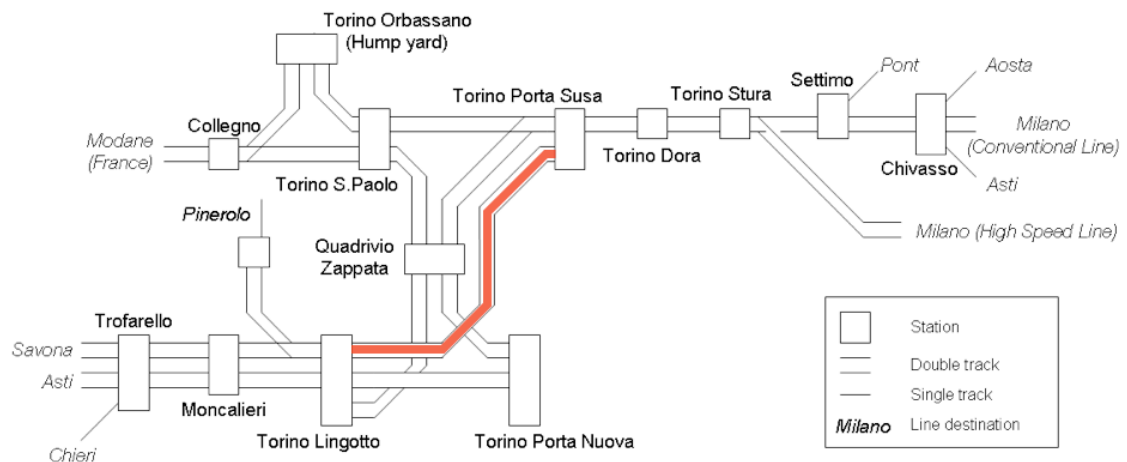 Torino Orbassano
(Hump yard)
Settimo
Pont
Aosta
Torino Porta Susa
Torino Stura
Collegno
Modane
(France)
Milano
(Conventional Line)
Torino Dora
Chivasso
Torino S.Paolo
Asti
Pinerolo
Milano (High Speed Line)
Quadrivio
Zappata
Trofarello
Savona
Asti
Moncalieri
Chieri
Torino Lingotto
Torino Porta Nuova
Station
Double track
Single track
Milano
Line destination